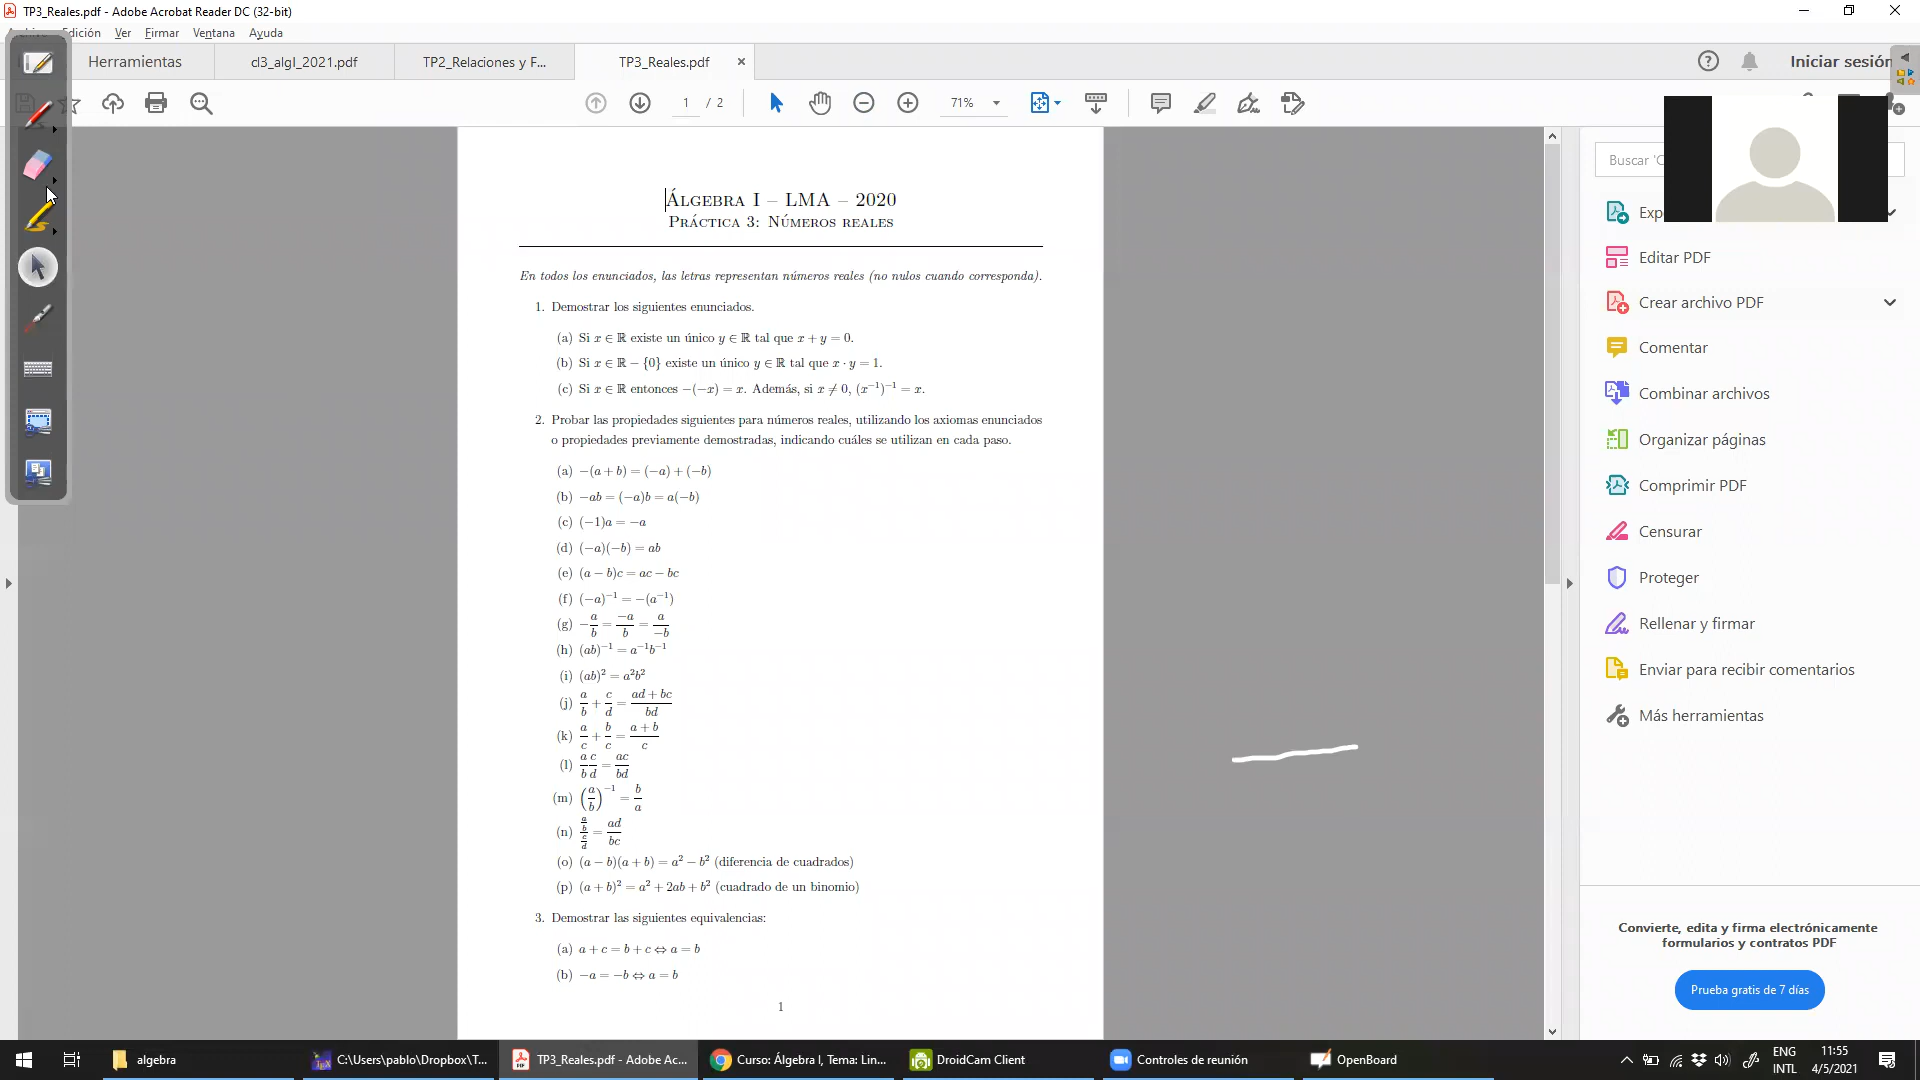 TP3_Reales.pdf - Adobe Acrobat Reader DC (32-bit)
Edición Ver Firmar Ventana Ayuda
Herramientas cl3_algI_2021.pdf TP2_Relaciones y F... TP3_Reales.pdf Iniciar sesión
1 / 2 71%
Buscar 'C
Álgebra I – LMA – 2020
Práctica 3: Números reales
En todos los enunciados, las letras representan números reales (no nulos cuando corresponda).
1. Demostrar los siguientes enunciados.
(a) Si x ∈ ℝ existe un único y ∈ ℝ tal que x + y = 0.
(b) Si x ∈ ℝ − {0} existe un único y ∈ ℝ tal que x · y = 1.
(c) Si x ∈ ℝ entonces −(−x) = x. Además, si x ≠ 0, (x⁻¹)⁻¹ = x.
2. Probar las propiedades siguientes para números reales, utilizando los axiomas enunciados
o propiedades previamente demostradas, indicando cuáles se utilizan en cada paso.
(a) −(a + b) = (−a) + (−b)
(b) −ab = (−a)b = a(−b)
(c) (−1)a = −a
(d) (−a)(−b) = ab
(e) (a − b)c = ac − bc
(f) (−a)⁻¹ = −(a⁻¹)
(g) −a/b = −a/b = a/−b
(h) (ab)⁻¹ = a⁻¹b⁻¹
(i) (ab)² = a²b²
(j) a/b + c/d = ad + bc/bd
(k) a/c + b/c = a + b/c
(l) a/b c/d = ac/bd
(m) (a/b)⁻¹ = b/a
(n) a/b/c/d = ad/bc
(o) (a − b)(a + b) = a² − b² (diferencia de cuadrados)
(p) (a + b)² = a² + 2ab + b² (cuadrado de un binomio)
3. Demostrar las siguientes equivalencias:
(a) a + c = b + c ⇔ a = b
(b) −a = −b ⇔ a = b
1
Exp
Editar PDF
Crear archivo PDF
Comentar
Combinar archivos
Organizar páginas
Comprimir PDF
Censurar
Proteger
Rellenar y firmar
Enviar para recibir comentarios
Más herramientas
Convierte, edita y firma electrónicamente
formularios y contratos PDF
Prueba gratis de 7 días
algebra C:\Users\pablo\Dropbox\T... TP3_Reales.pdf - Adobe Ac... Curso: Álgebra I, Tema: Lin... DroidCam Client Controles de reunión OpenBoard
ENG 11:55
INTL 4/5/2021